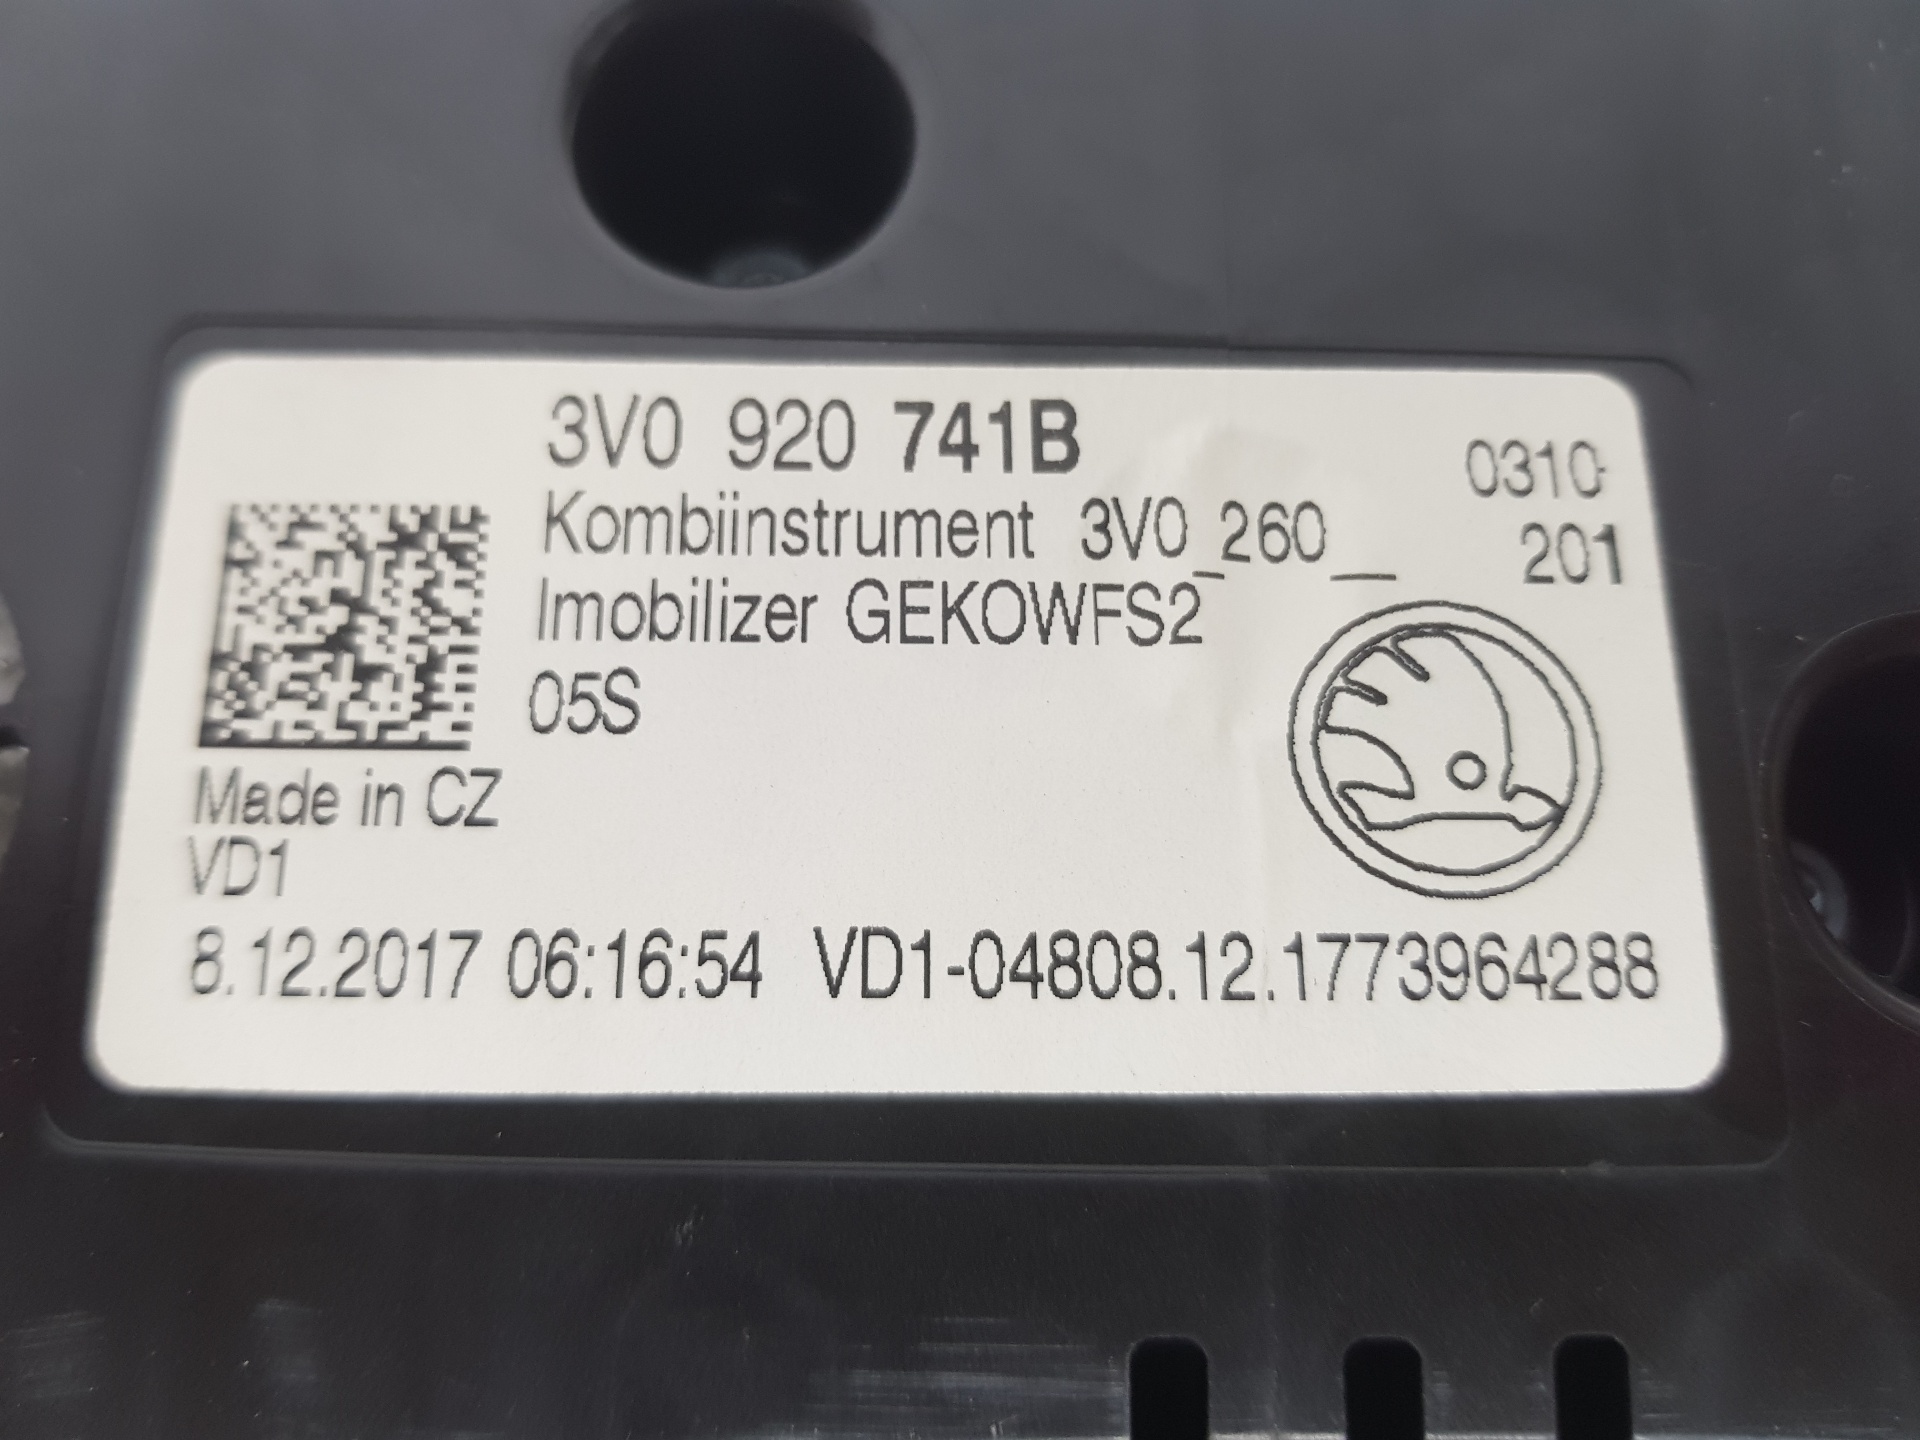 3V0 920 741B
0310
Kombiinstrument 3V0_260__
201
Imobilizer GEKOWFS2
05S
Made in CZ
VD1
8.12.2017 06:16:54 VD1-04808.12.1773964288